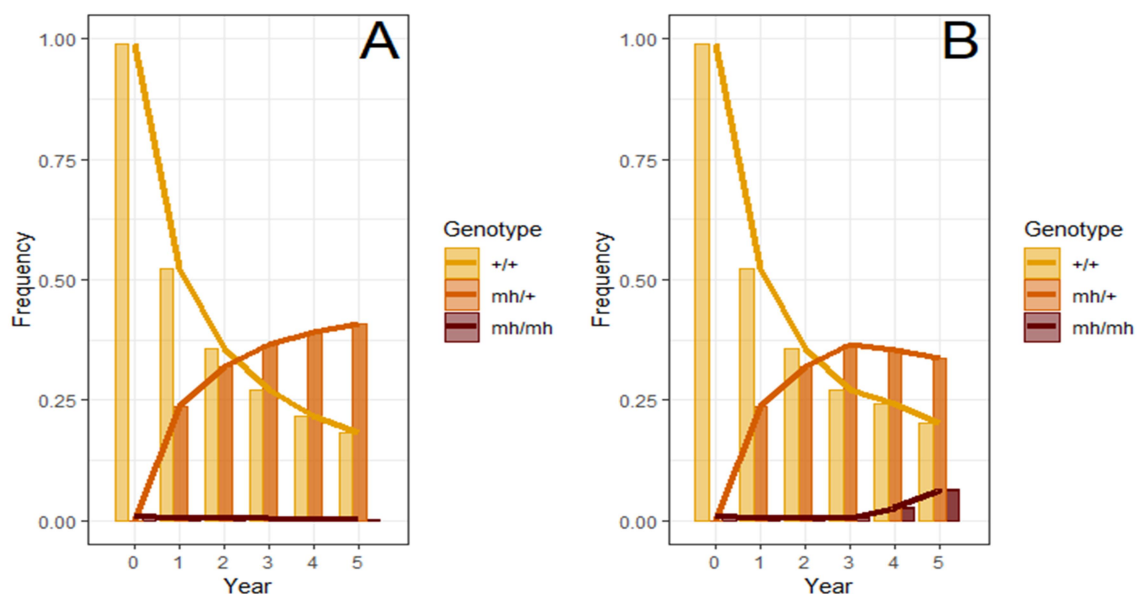 A
1.00
0.75
0.50
0.25
0.00
Frequency
0 1 2 3 4 5
Year
Genotype
+/+
mh/+
mh/mh
B
1.00
0.75
0.50
0.25
0.00
Frequency
0 1 2 3 4 5
Year
Genotype
+/+
mh/+
mh/mh